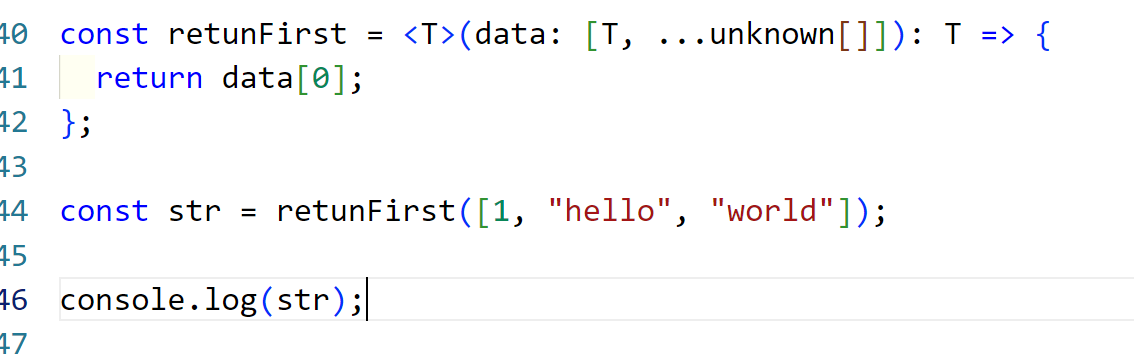 40 const retunFirst = <T>(data: [T, ...unknown[]]): T => {
41   return data[0];
42 };
43
44 const str = retunFirst([1, "hello", "world"]);
45
46 console.log(str);
47